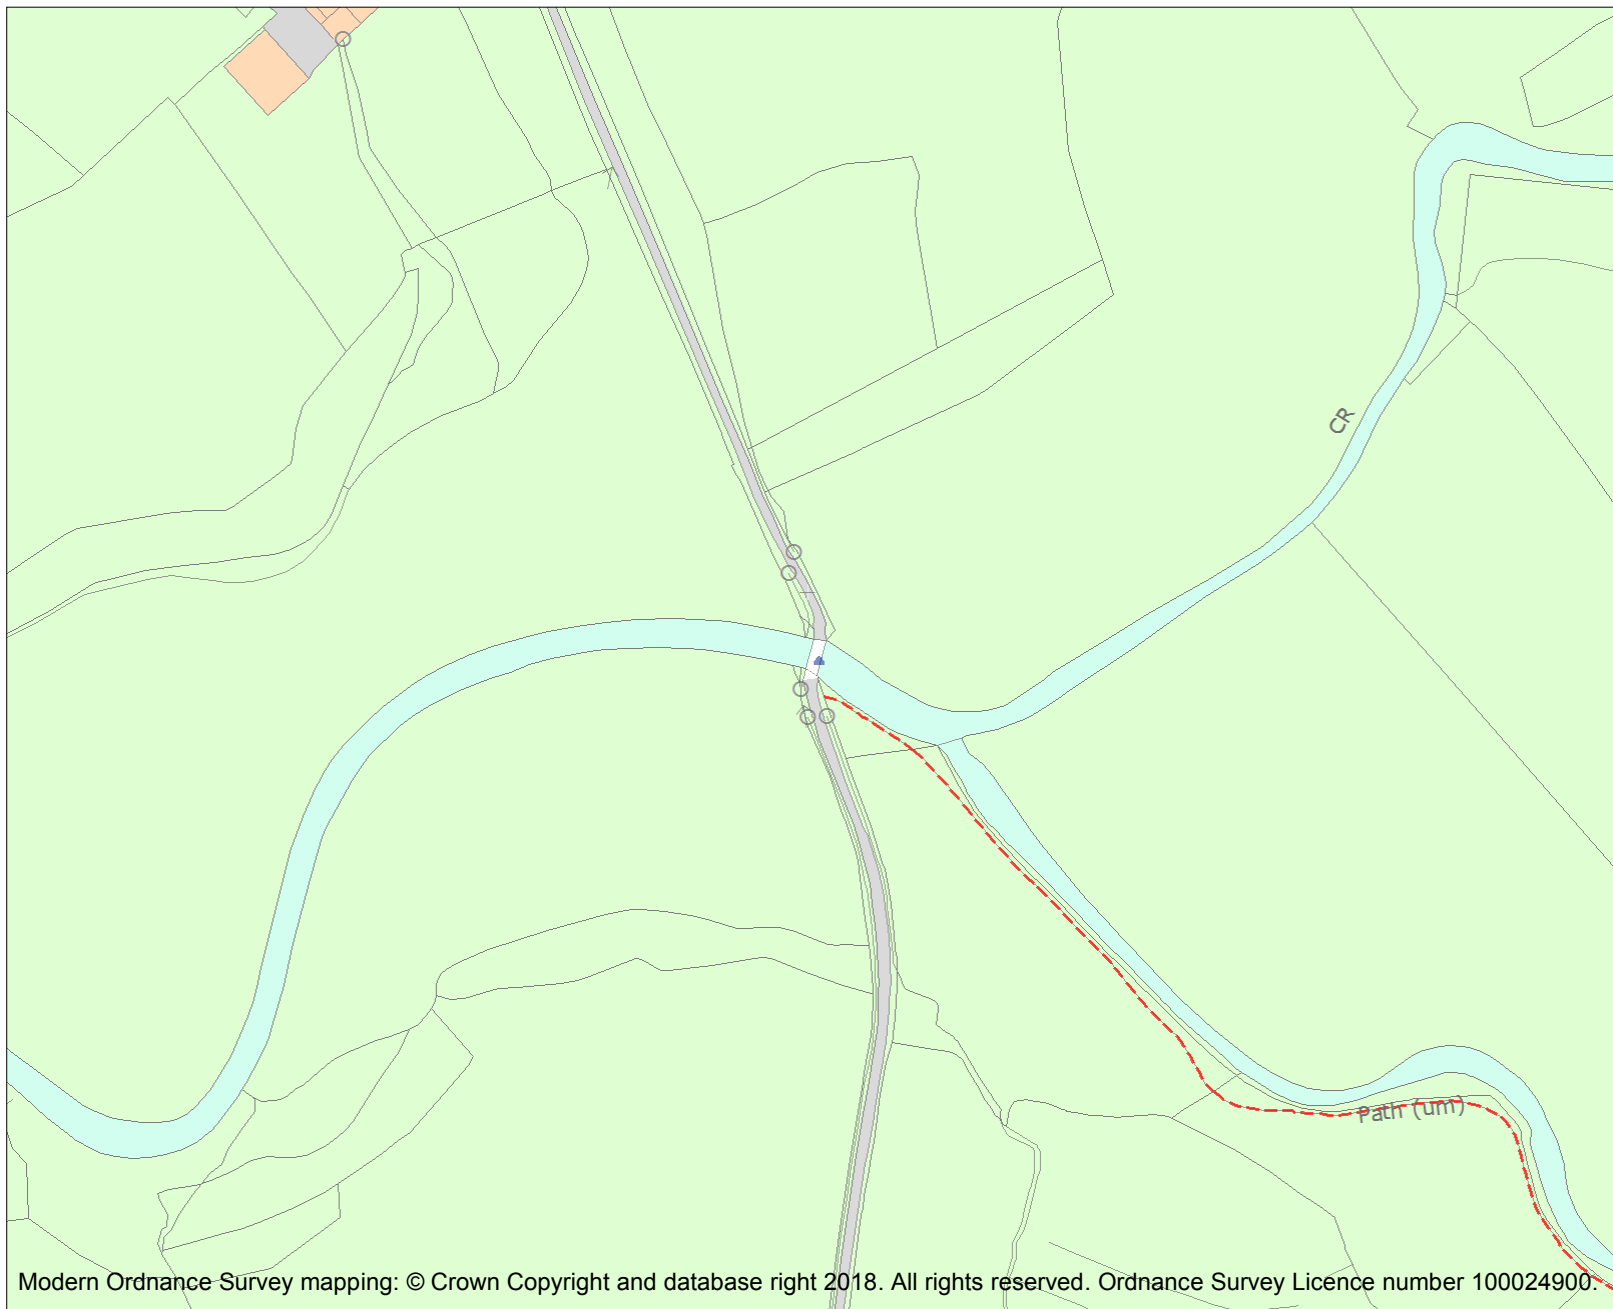 CR
Path (um)
Modern Ordnance Survey mapping: © Crown Copyright and database right 2018. All rights reserved. Ordnance Survey Licence number 100024900.